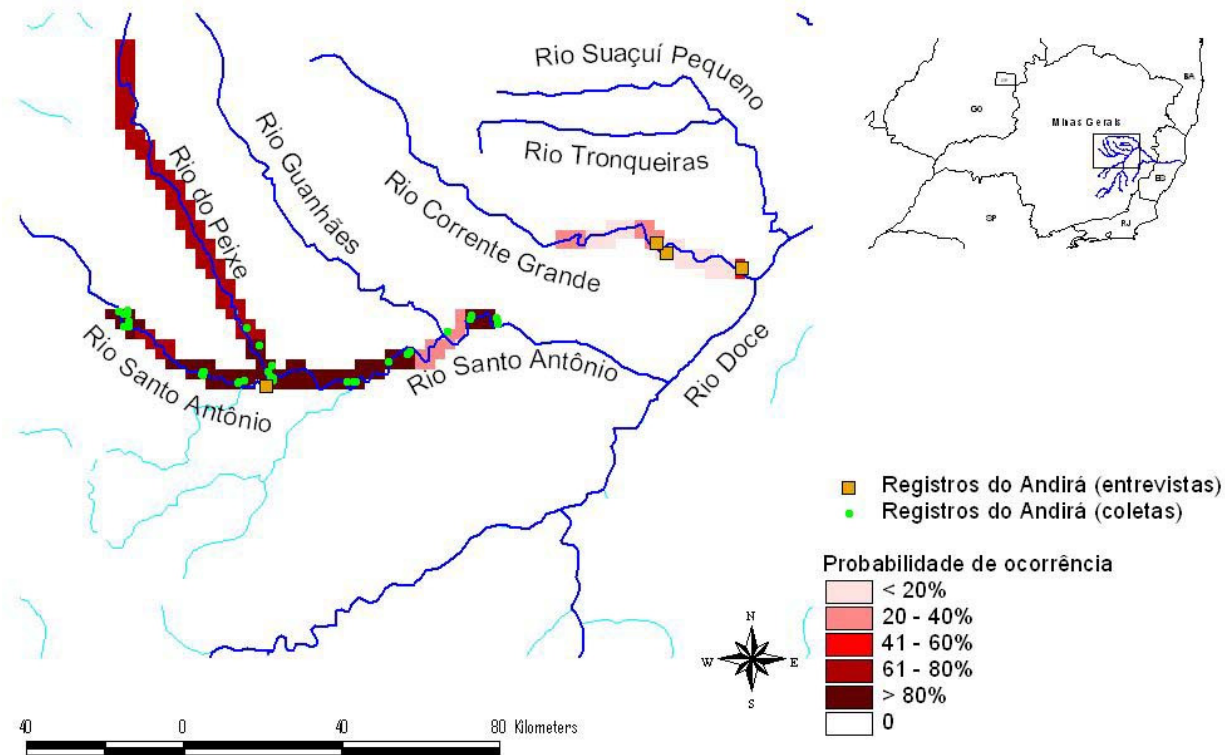 Rio Suaçuí Pequeno
Rio Tronqueiras
Rio Guanhães
Rio do Peixe
Rio Corrente Grande
Rio Santo Antônio
Rio Santo Antônio
Rio Doce
BA
GO
Minas Gerais
ES
SP
RJ
Registros do Andirá (entrevistas)
Registros do Andirá (coletas)
Probabilidade de ocorrência
< 20%
20 - 40%
41 - 60%
61 - 80%
> 80%
0
N
W E
S
40 0 40 80 Kilometers